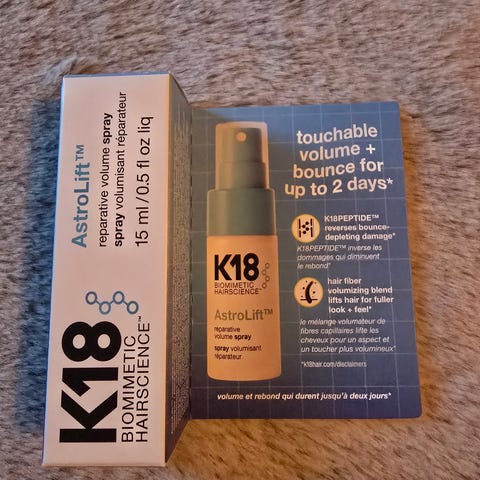 K18
BIOMIMETIC
HAIRSCIENCE™
AstroLift™
reparative volume spray
spray volumisant réparateur
15 ml/0.5 fl oz liq
touchable
volume +
bounce for
up to 2 days*
K18PEPTIDE™
reverses bounce-
depleting damage*
K18PEPTIDE™ inverse les
dommages qui diminuent
le rebond*
hair fiber
volumizing blend
lifts hair for fuller
look + feel*
le mélange volumateur de
fibres capillaires lifte les
cheveux pour un aspect et
un toucher plus volumineux*
*k18hair.com/disclaimers
K18
BIOMIMETIC
HAIRSCIENCE™
AstroLift™
reparative
volume spray
spray volumisant
réparateur
volume et rebond qui durent jusqu'à deux jours*